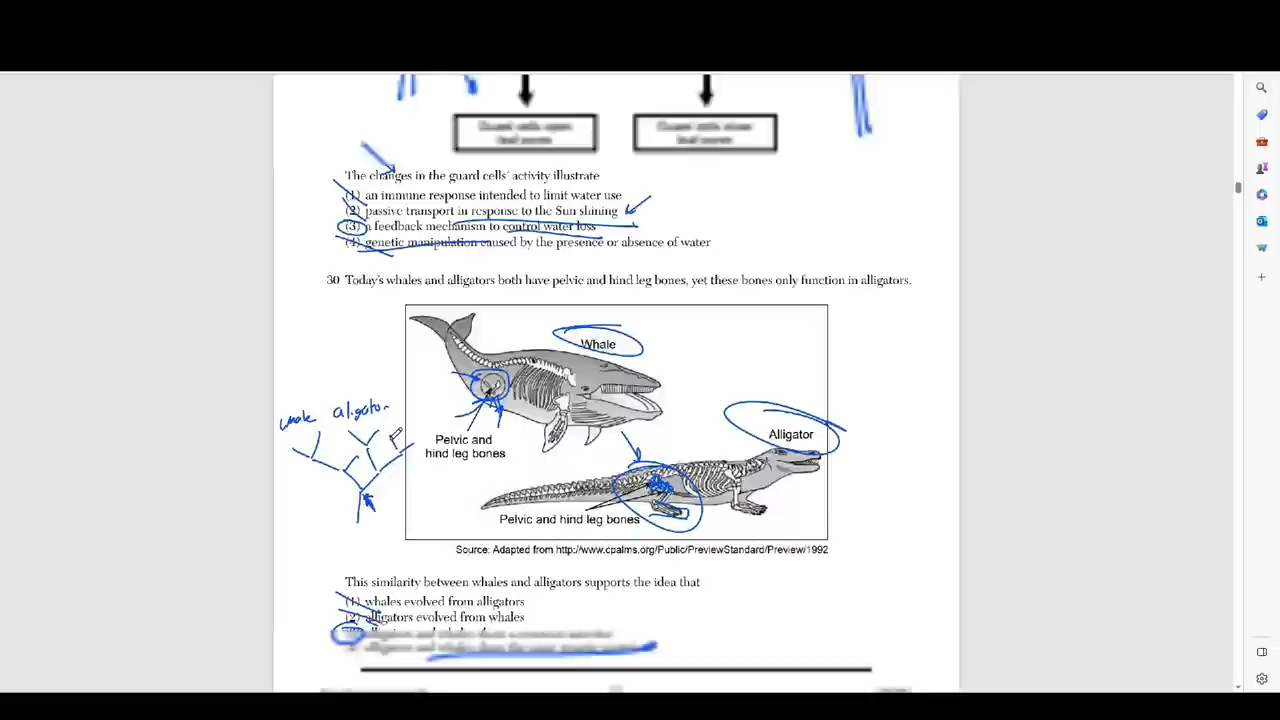 The changes in the guard cells' activity illustrate
(1) an immune response intended to limit water use
(2) passive transport in response to the Sun shining
(3) a feedback mechanism to control water loss
(4) genetic manipulation caused by the presence or absence of water
30 Today's whales and alligators both have pelvic and hind leg bones, yet these bones only function in alligators.
Whale
whale alligator
Alligator
Pelvic and
hind leg bones
Pelvic and hind leg bones
Source: Adapted from http://www.cpalms.org/Public/PreviewStandard/Preview/1992
This similarity between whales and alligators supports the idea that
(1) whales evolved from alligators
(2) alligators evolved from whales